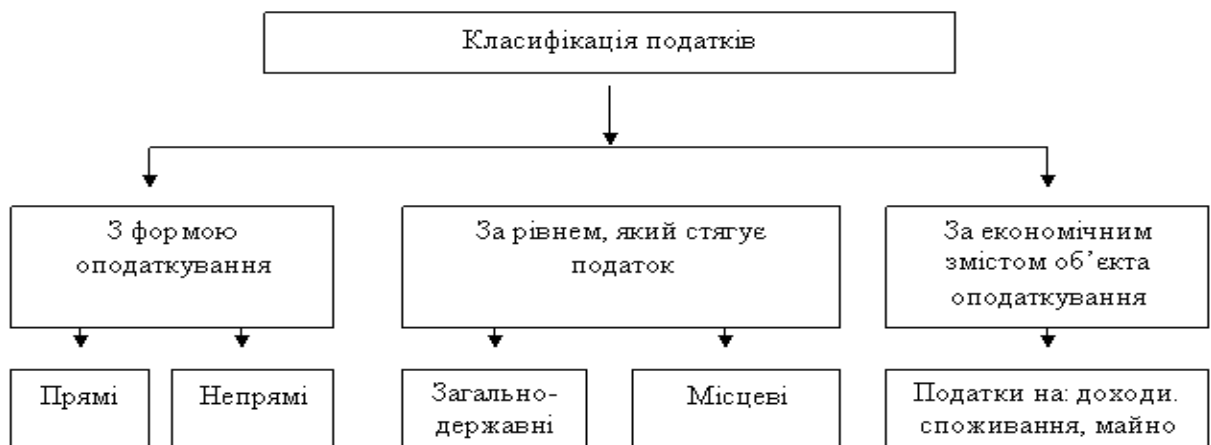 Класифікація податків
З формою
оподаткування
За рівнем, який стягує
податок
За економічним
змістом об’єкта
оподаткування
Прямі
Непрямі
Загально-
державні
Місцеві
Податки на: доходи.
споживання, майно